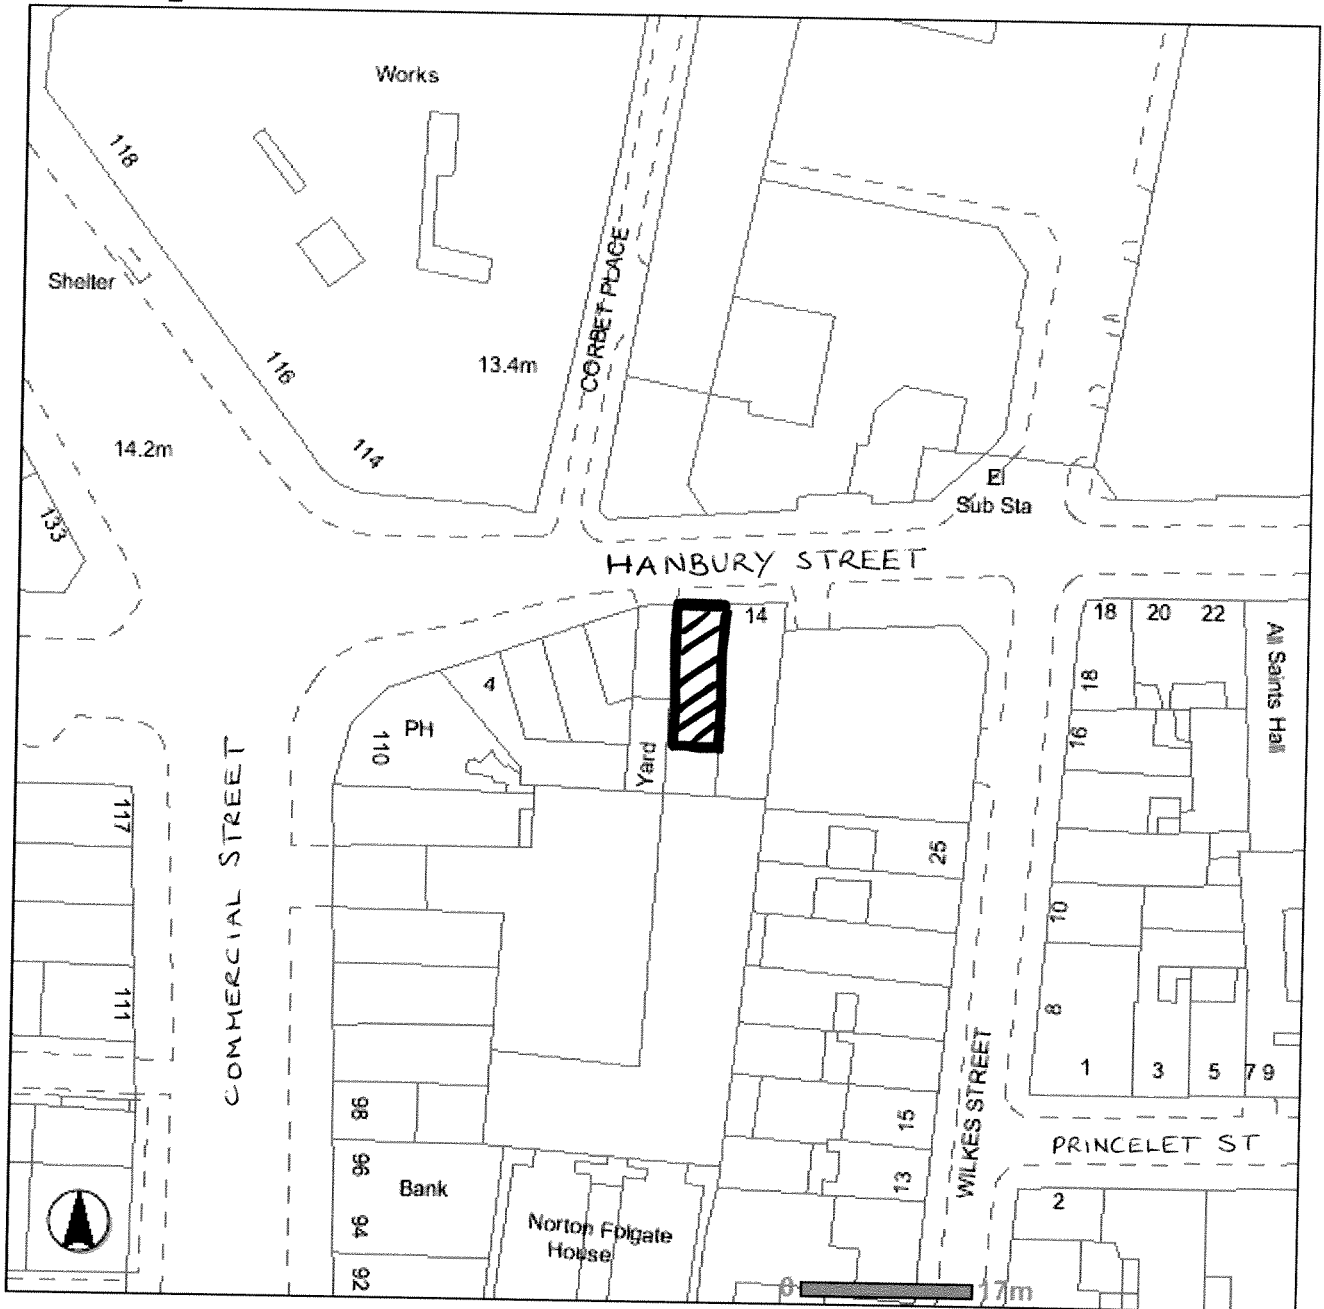 Works
118
Shelter
CORBET PLACE
116
13.4m
14.2m
114
133
El
Sub Sta
HANBURY STREET
14
18
20
22
All Saints Hall
4
18
PH
110
16
Yard
COMMERCIAL STREET
117
25
10
111
8
WILKES STREET
1
3
5
7 9
98
15
PRINCELET ST
96
Bank
13
2
94
Norton Folgate
House
92
0
17m